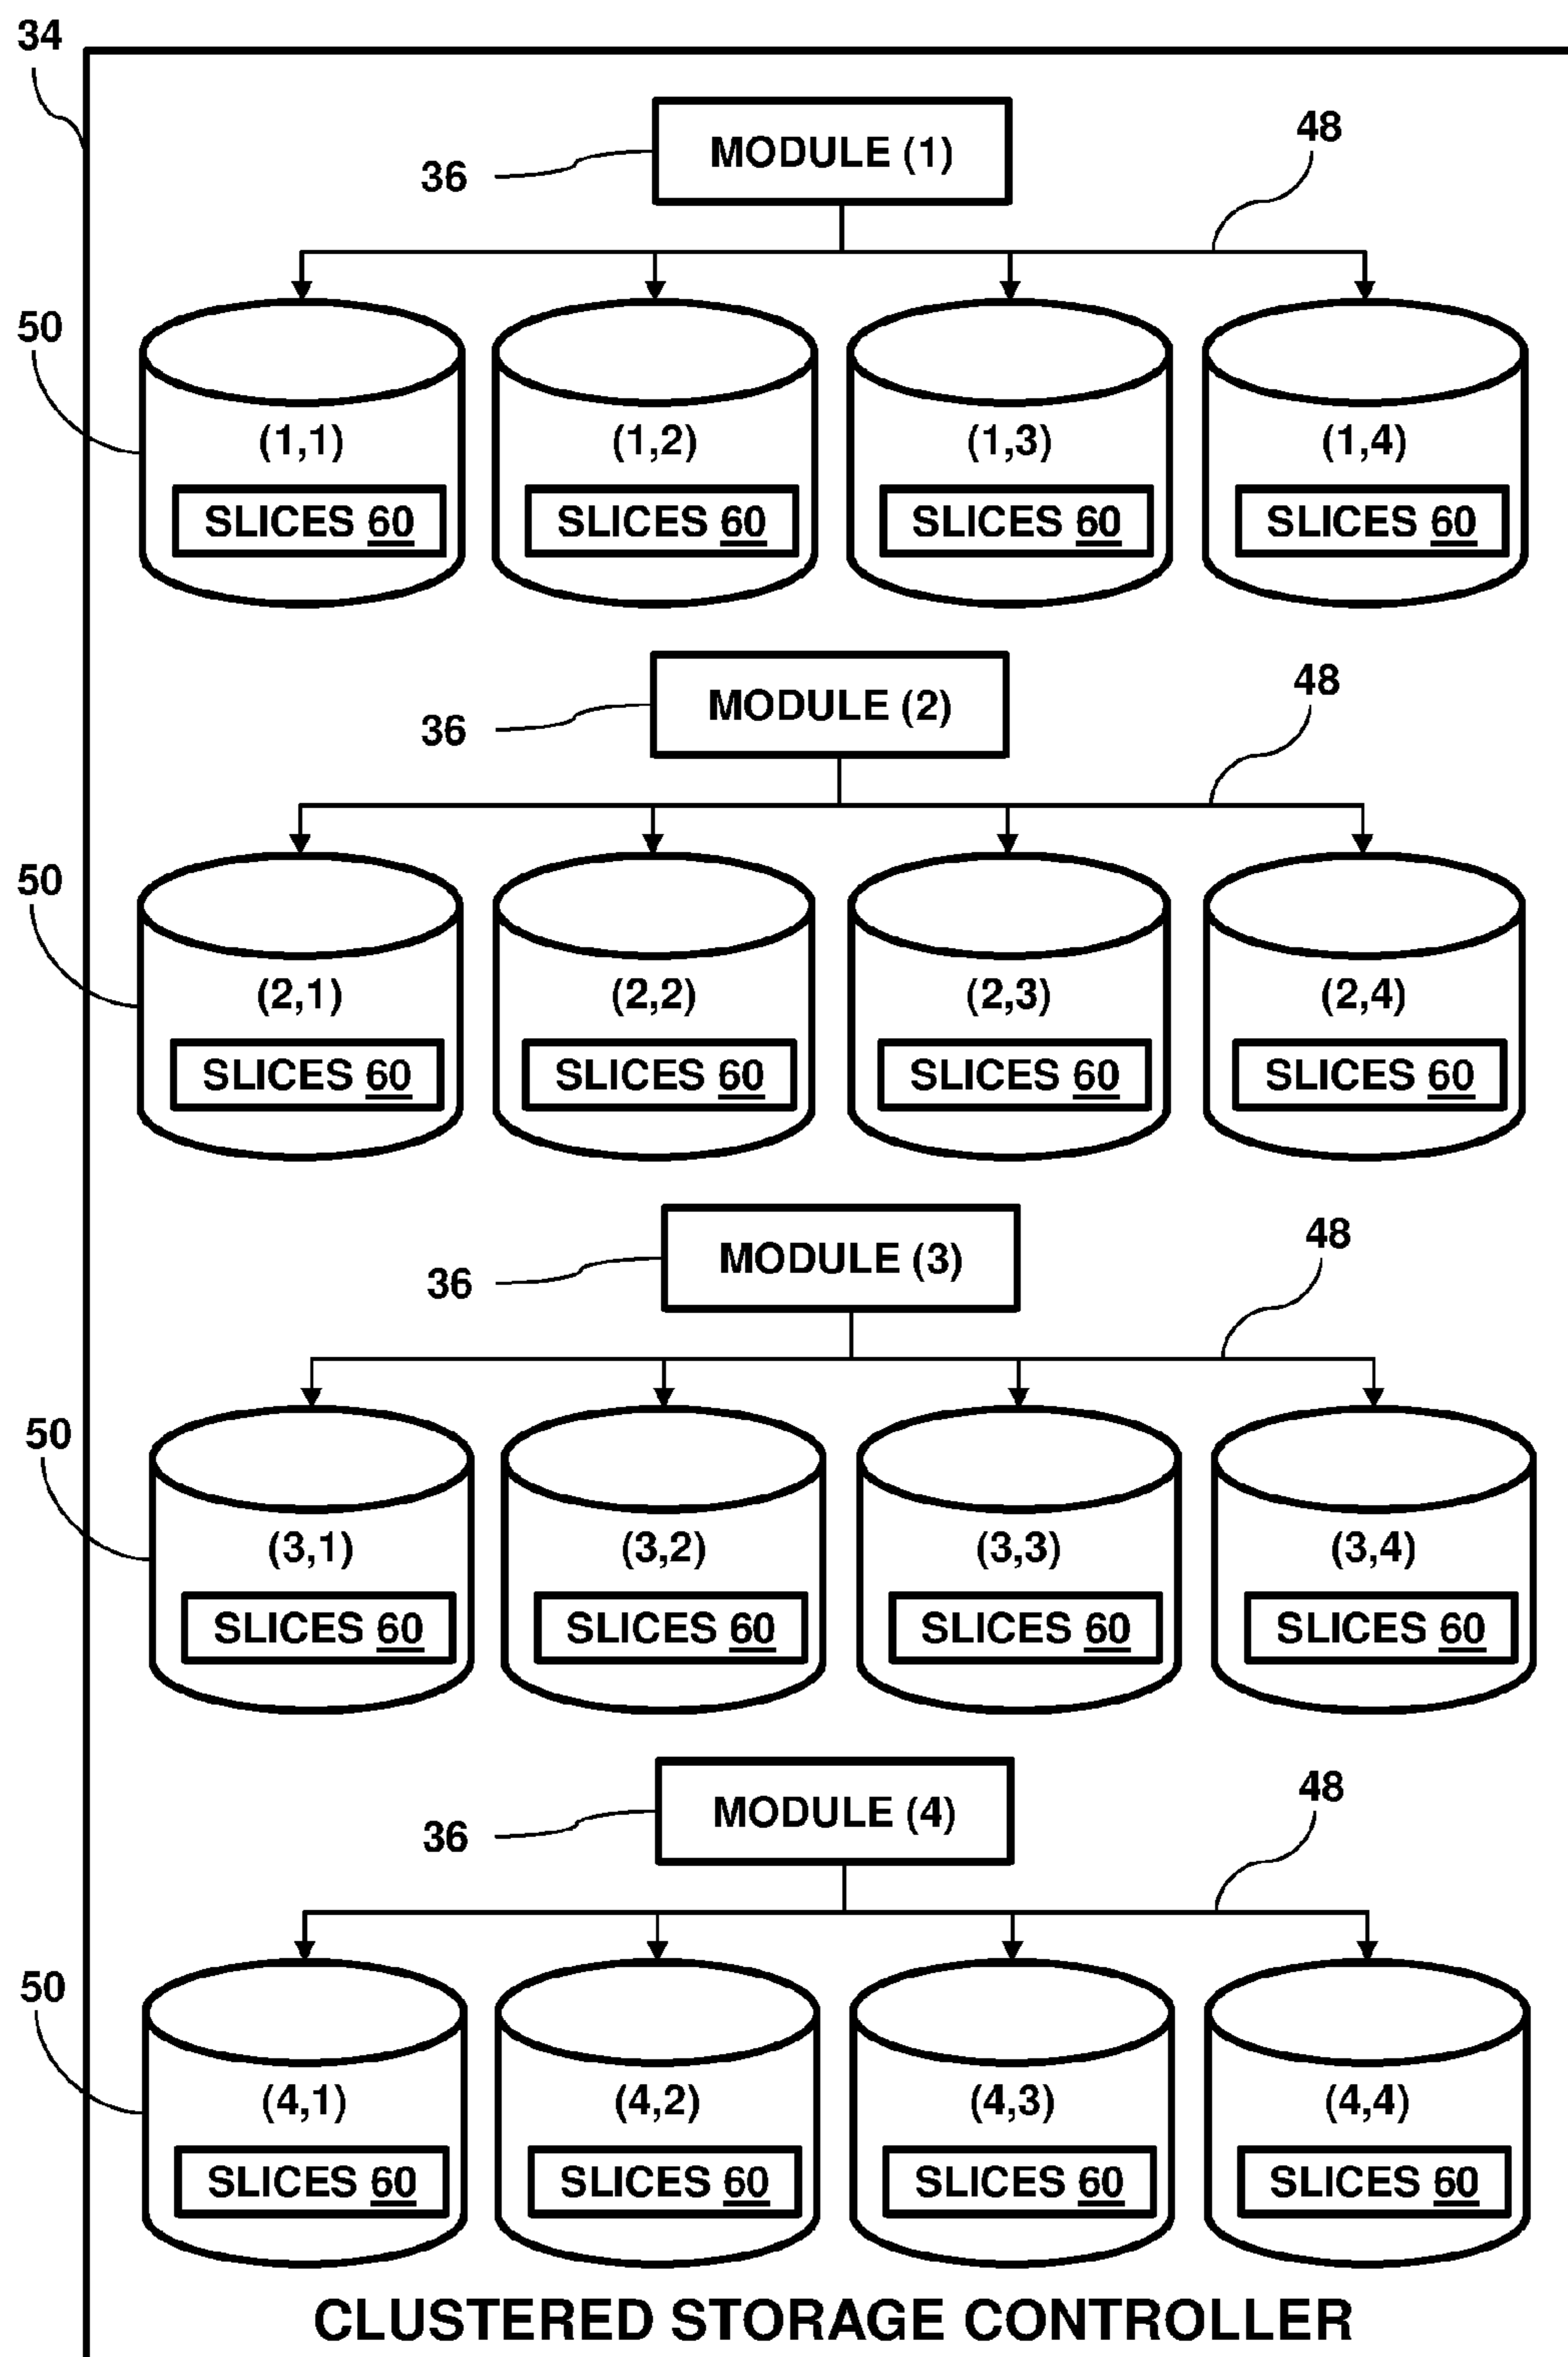 34
MODULE (1)
48
36
50
(1,1) (1,2) (1,3) (1,4)
SLICES 60 SLICES 60 SLICES 60 SLICES 60
MODULE (2)
48
36
50
(2,1) (2,2) (2,3) (2,4)
SLICES 60 SLICES 60 SLICES 60 SLICES 60
MODULE (3)
48
36
50
(3,1) (3,2) (3,3) (3,4)
SLICES 60 SLICES 60 SLICES 60 SLICES 60
MODULE (4)
48
36
50
(4,1) (4,2) (4,3) (4,4)
SLICES 60 SLICES 60 SLICES 60 SLICES 60
CLUSTERED STORAGE CONTROLLER